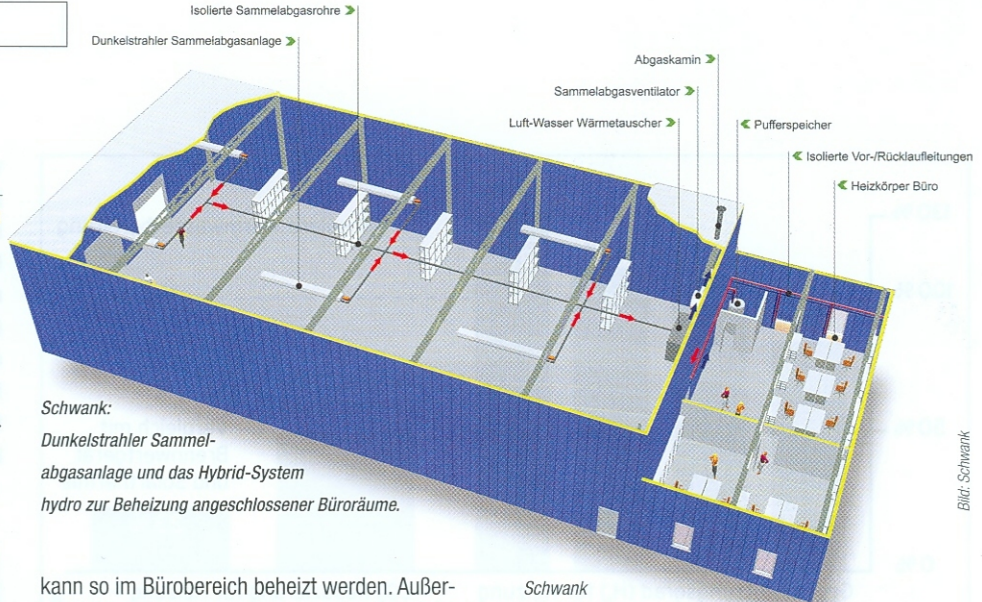 Isolierte Sammelabgasrohre
Dunkelstrahler Sammelabgasanlage
Abgaskamin
Sammelabgasventilator
Luft-Wasser Wärmetauscher
Pufferspeicher
Isolierte Vor-/Rücklaufleitungen
Heizkörper Büro
Schwank:
Dunkelstrahler Sammel-
abgasanlage und das Hybrid-System
hydro zur Beheizung angeschlossener Büroräume.
Bild: Schwank
kann so im Bürobereich beheizt werden. Außer-
Schwank